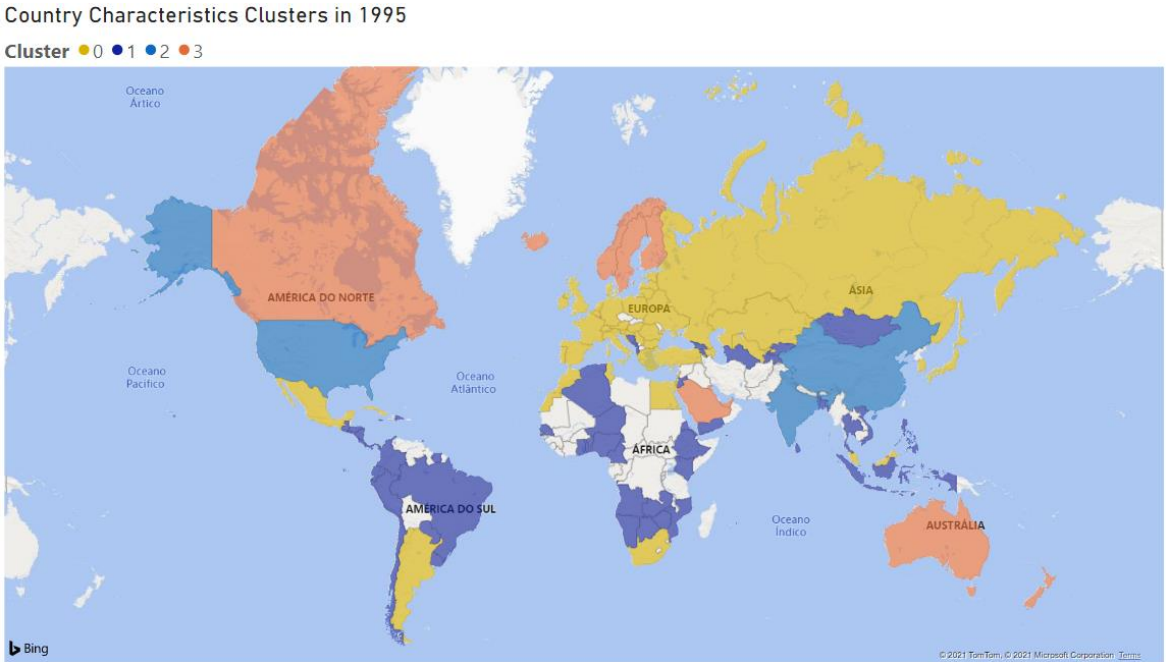 Country Characteristics Clusters in 1995
Cluster 0 1 2 3
Oceano
Ártico
AMÉRICA DO NORTE
EUROPA
ÁSIA
Oceano
Pacífico
Oceano
Atlântico
ÁFRICA
AMÉRICA DO SUL
Oceano
Índico
AUSTRÁLIA
Bing
© 2021 TomTom, © 2021 Microsoft Corporation Terms